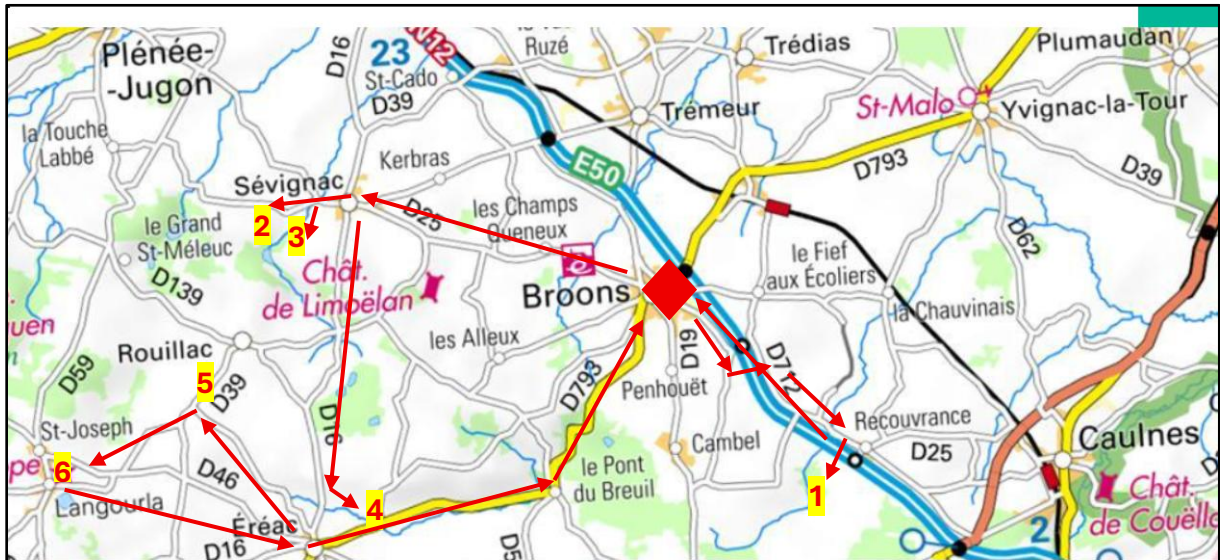 Plénée-
-Jugon
D16
23
N12
Ruzé
Trédias
Plumaudan
St-Cado
D39
Trémeur
St-Malo
Yvignac-la-Tour
la Touche
Labbé
Kerbras
E50
D793
D39
Sévignac
2
3
D25
les Champs
Queneux
le Grand
St-Méleuc
D62
le Fief
aux Écoliers
Chât.
de Limoëlan
Broons
D139
la Chauvinais
Rouillac
les Alleux
D19
D712
D59
5
D39
D793
Penhouët
St-Joseph
D16
Recouvrance
Cambel
D25
Caulnes
6
D46
le Pont
du Breuil
1
Langourla
4
Chât.
Éréac
D16
2